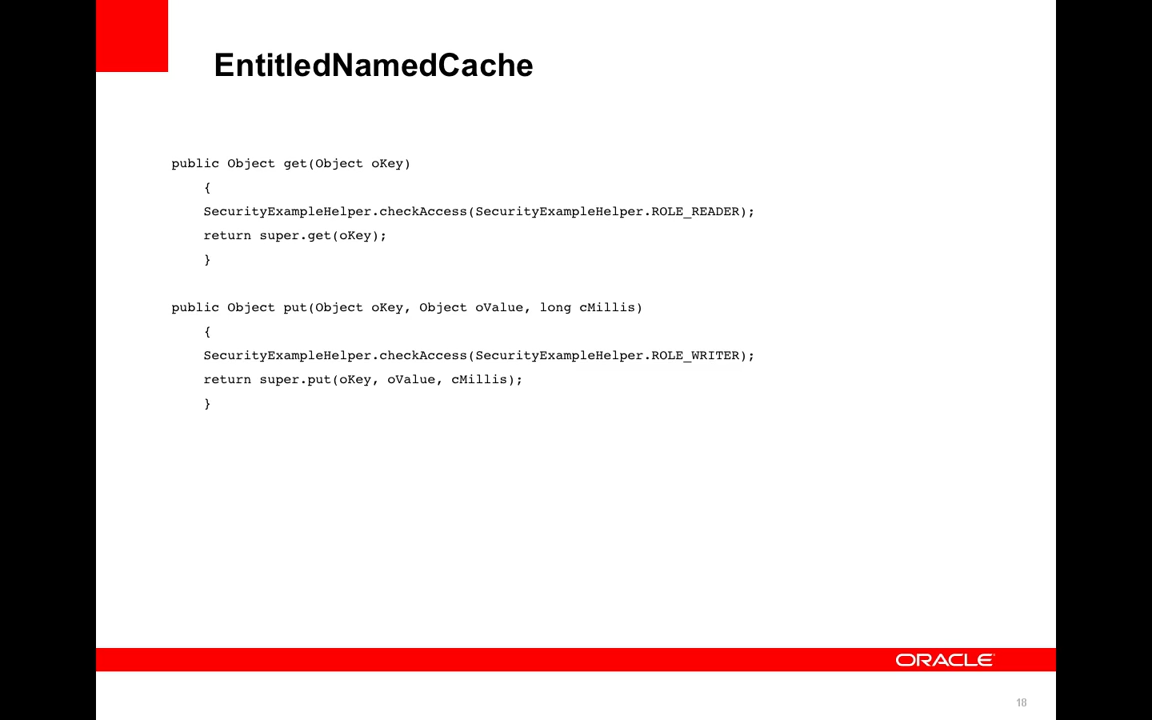 EntitledNamedCache
public Object get(Object oKey)
{
SecurityExampleHelper.checkAccess(SecurityExampleHelper.ROLE_READER);
return super.get(oKey);
}
public Object put(Object oKey, Object oValue, long cMillis)
{
SecurityExampleHelper.checkAccess(SecurityExampleHelper.ROLE_WRITER);
return super.put(oKey, oValue, cMillis);
}
ORACLE
18